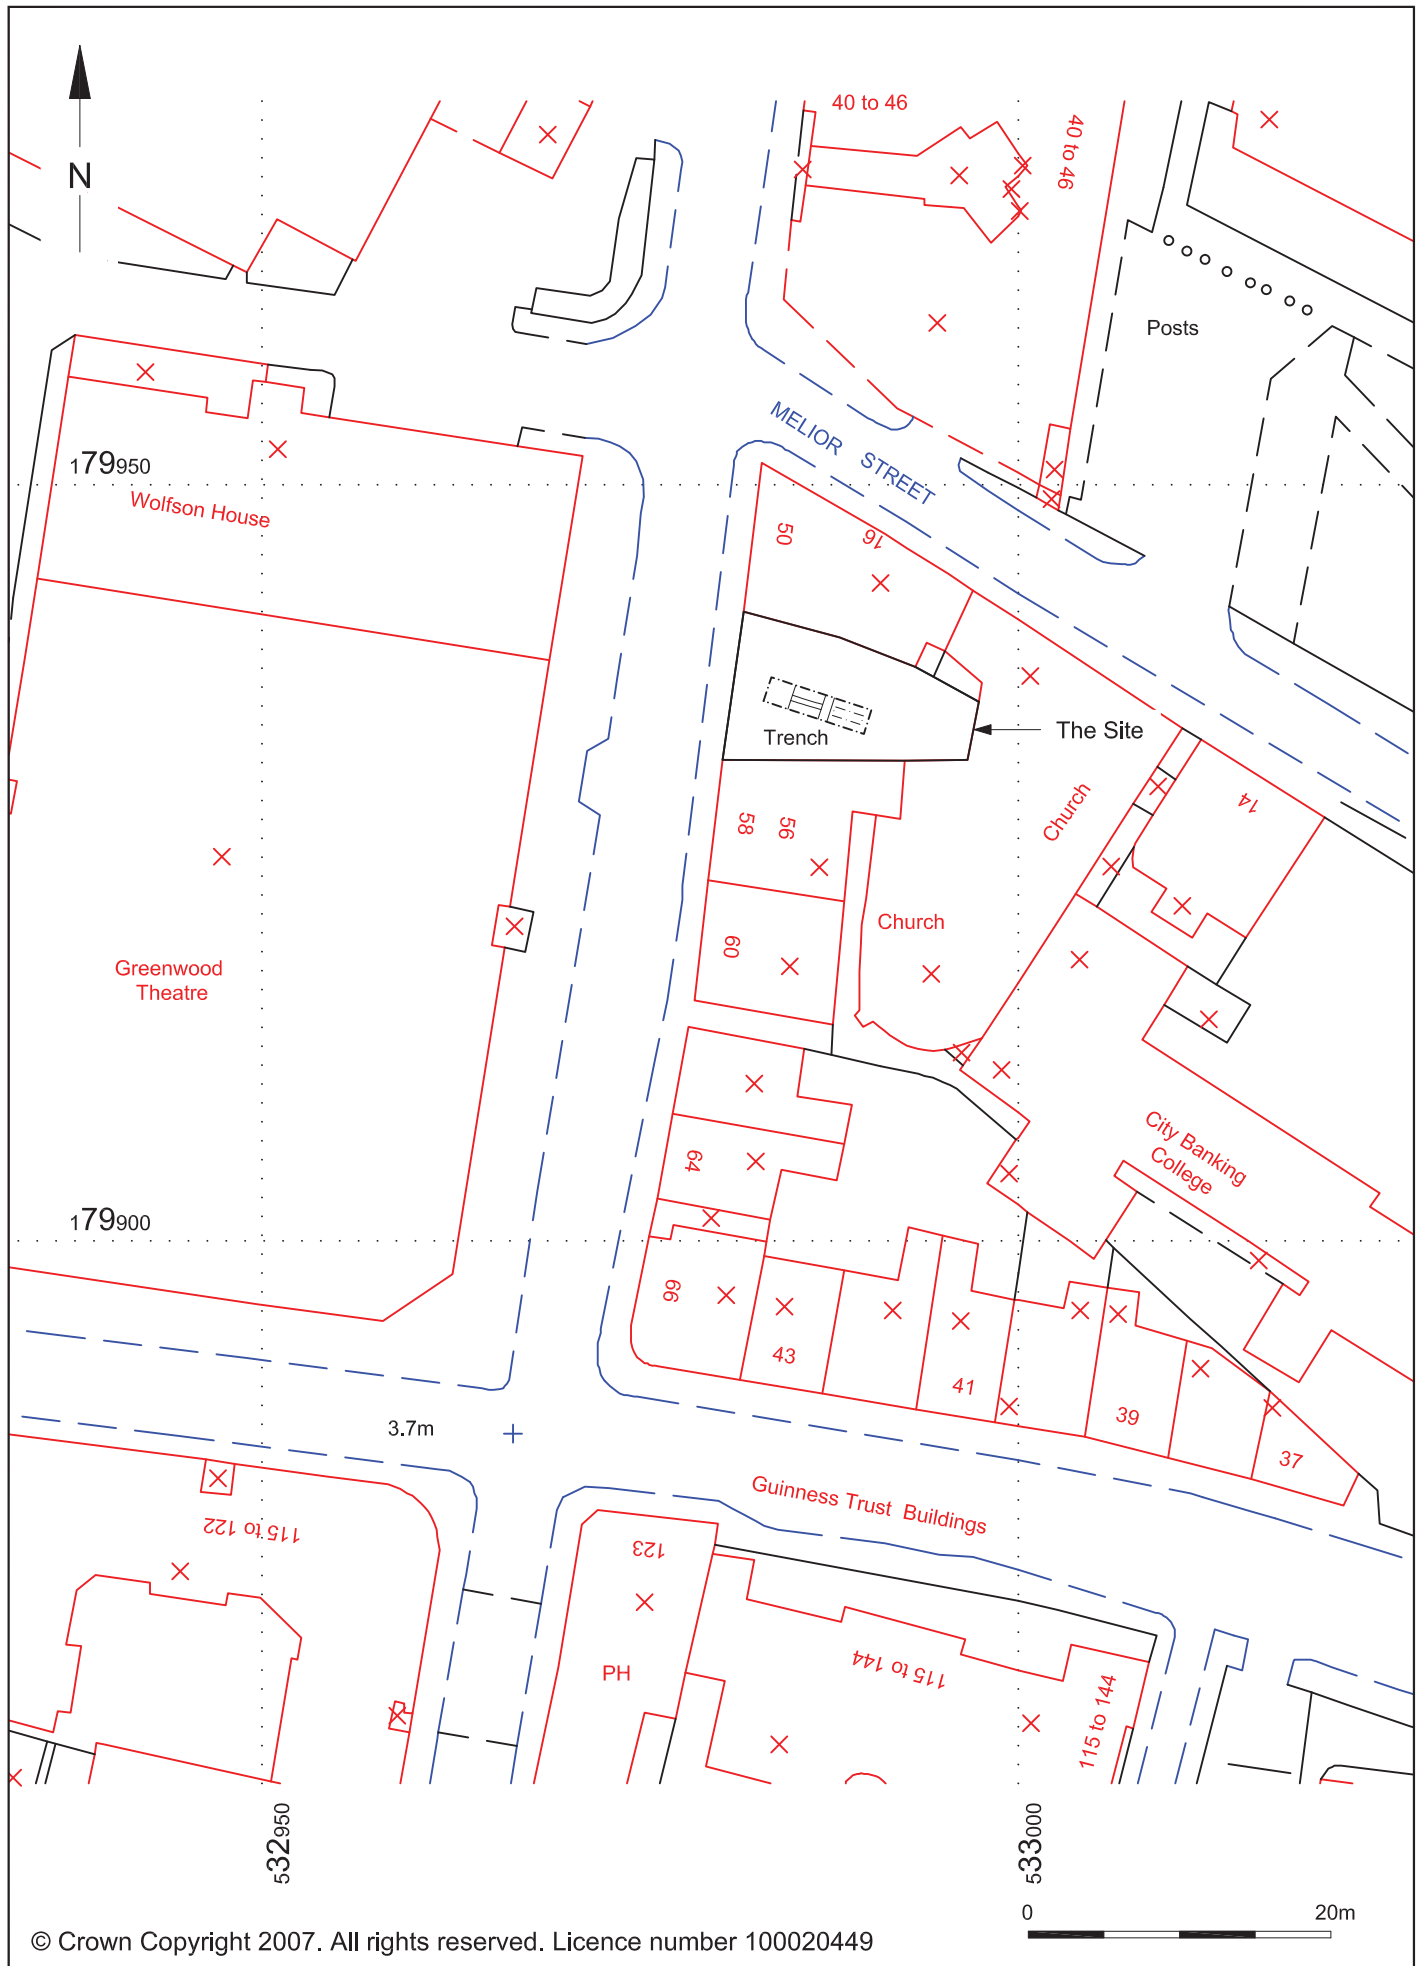 40 to 46
40 to 46
N
Posts
MELIOR STREET
179950
Wolfson House
50
16
The Site
Trench
14
Church
58
56
Church
60
Greenwood
Theatre
City Banking
College
64
179900
66
43
41
39
37
3.7m
Guinness Trust Buildings
115 to 122
123
PH
115 to 144
115 to 144
532950
533000
0 20m
© Crown Copyright 2007. All rights reserved. Licence number 100020449